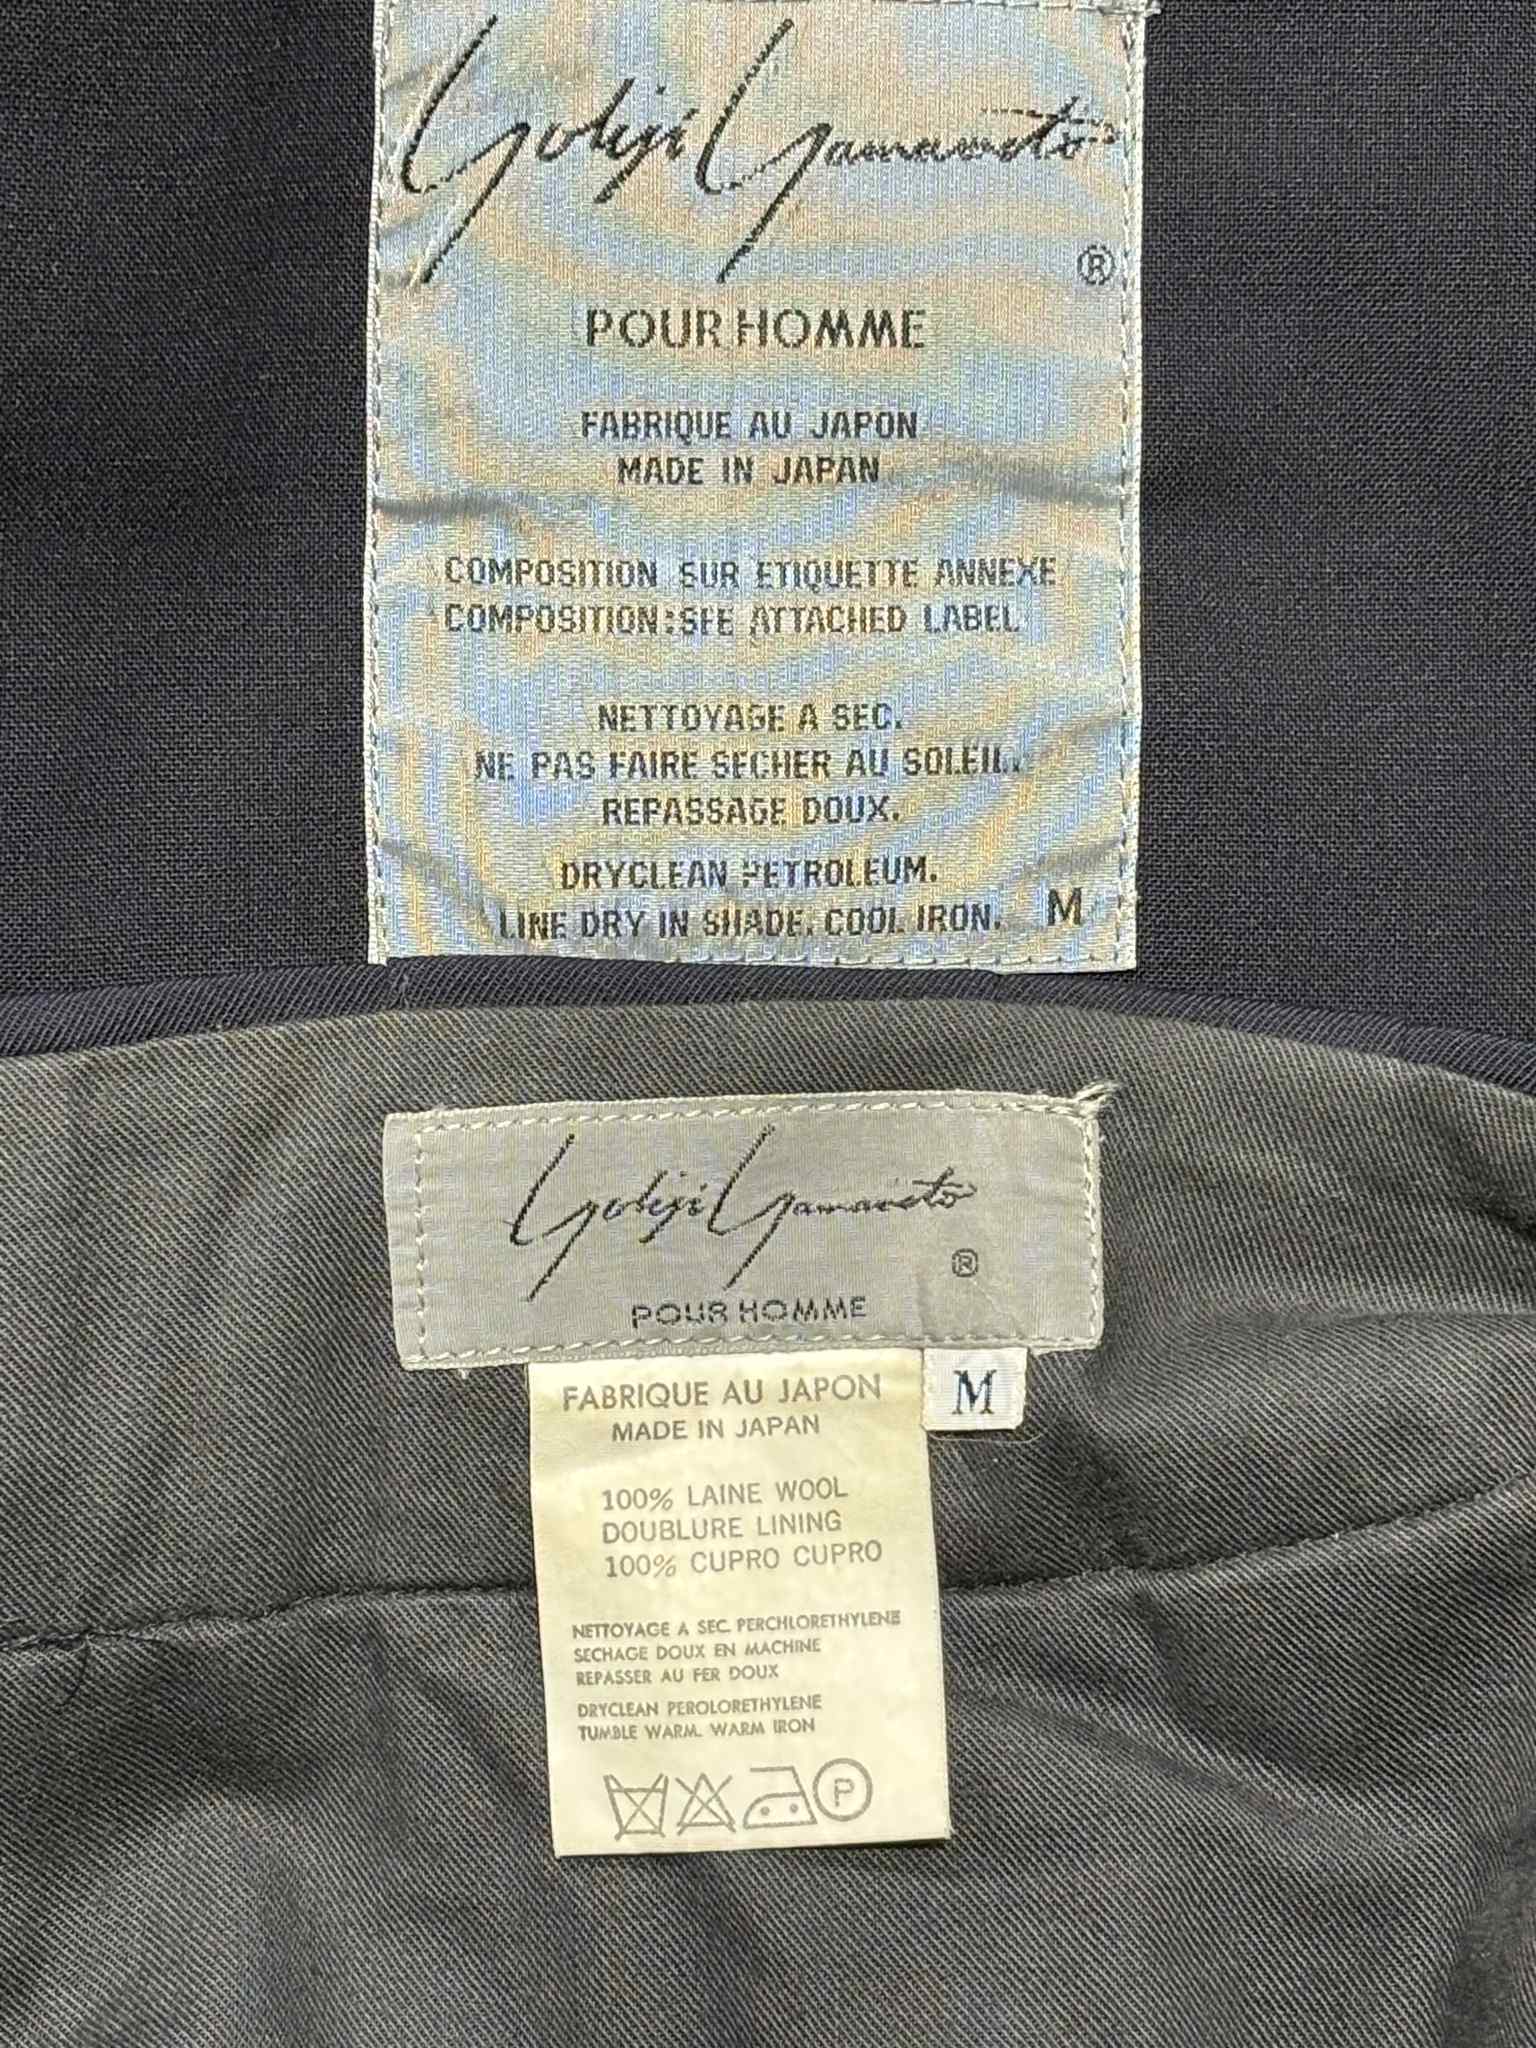 Yohji Yamamoto
®
POUR HOMME
FABRIQUE AU JAPON
MADE IN JAPAN
COMPOSITION SUR ETIQUETTE ANNEXE
COMPOSITION:SEE ATTACHED LABEL
NETTOYAGE A SEC.
NE PAS FAIRE SECHER AU SOLEIL.
REPASSAGE DOUX.
DRYCLEAN PETROLEUM.
LINE DRY IN SHADE. COOL IRON. M
Yohji Yamamoto
®
POUR HOMME
FABRIQUE AU JAPON M
MADE IN JAPAN
100% LAINE WOOL
DOUBLURE LINING
100% CUPRO CUPRO
NETTOYAGE A SEC PERCHLORETHYLENE
SECHAGE DOUX EN MACHINE
REPASSER AU FER DOUX
DRYCLEAN PEROLORETHYLENE
TUMBLE WARM. WARM IRON
P